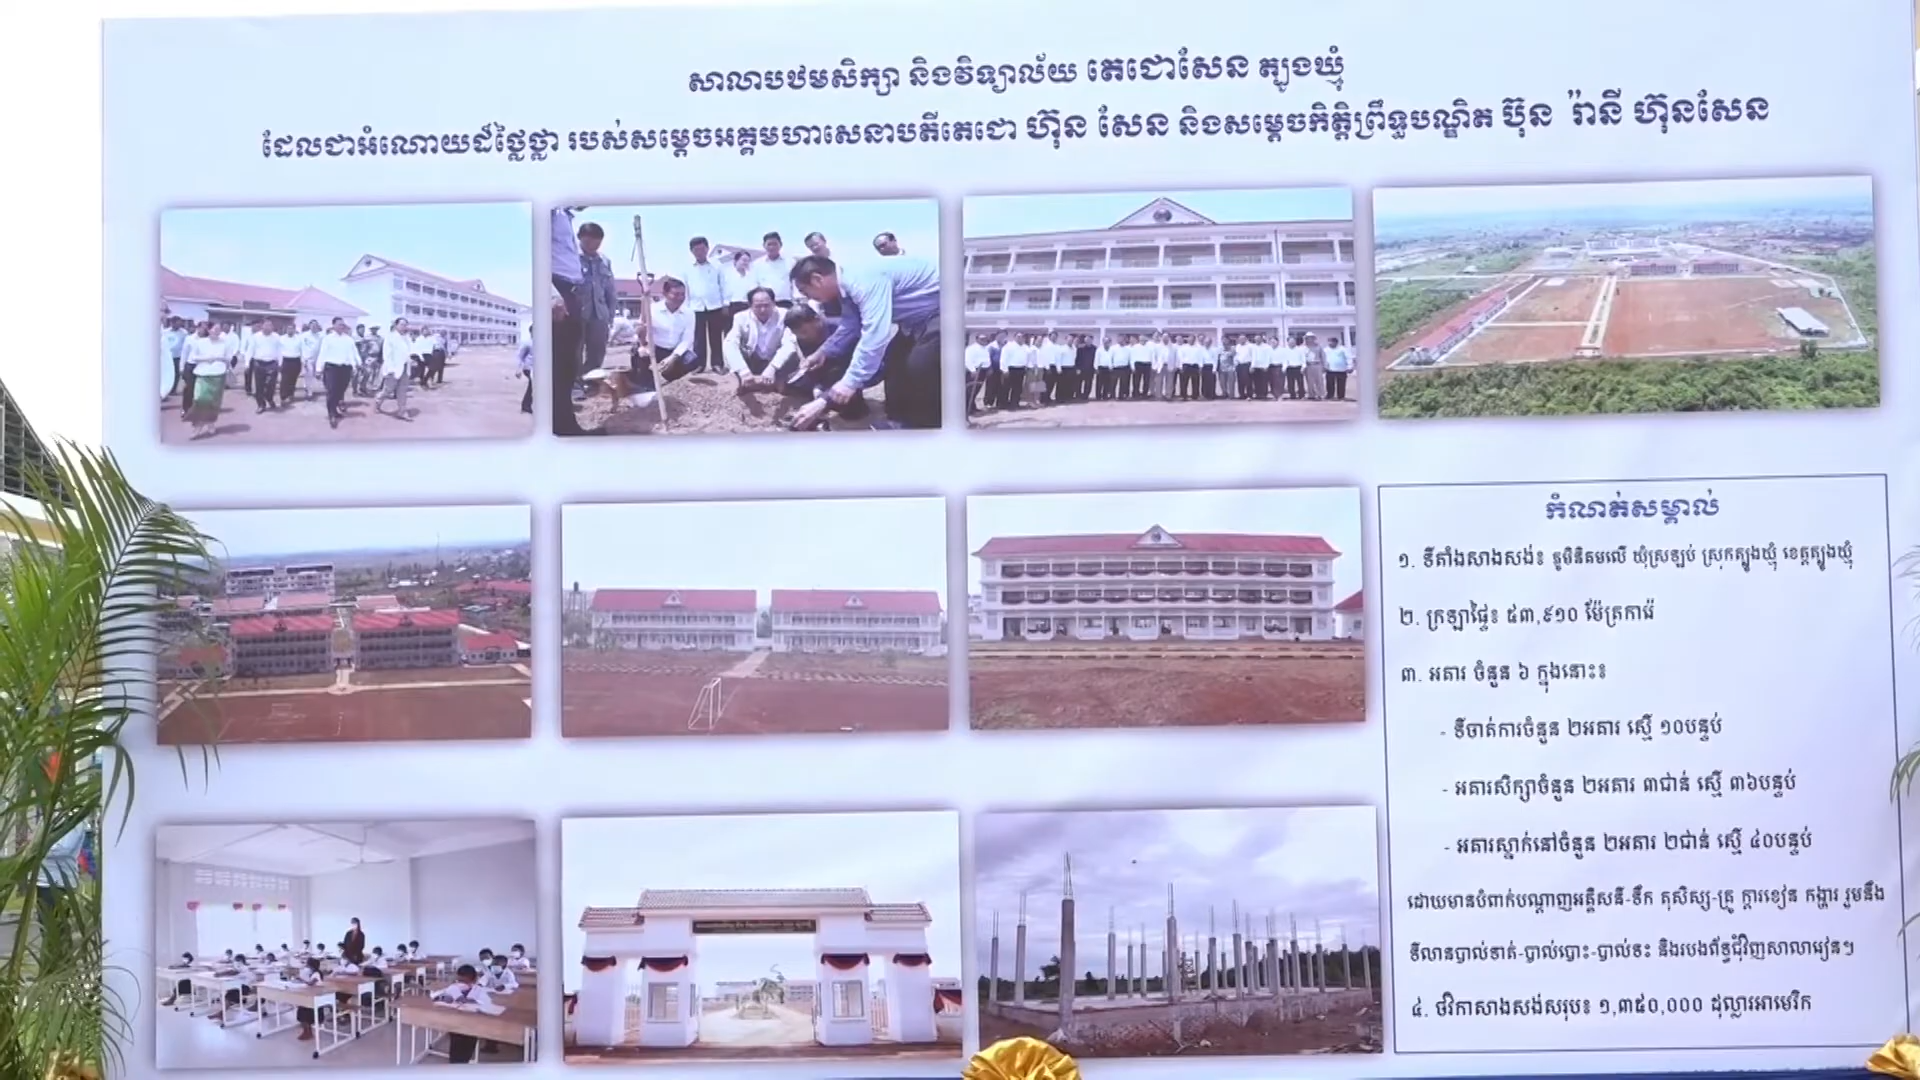 សាលាបឋមសិក្សា និងវិទ្យាល័យ តេជោសែន ត្បូងឃ្មុំ
ដែលជាអំណោយដ៏ថ្លៃថ្លា របស់សម្តេចអគ្គមហាសេនាបតីតេជោ ហ៊ុន សែន និងសម្តេចកិត្តិព្រឹទ្ធបណ្ឌិត ប៊ុន រ៉ានី ហ៊ុនសែន
កំណត់សម្គាល់
១. ទីតាំងសាងសង់៖ ភូមិនិគមលើ ឃុំស្រឡប់ ស្រុកត្បូងឃ្មុំ ខេត្តត្បូងឃ្មុំ
២. ក្រឡាផ្ទៃ៖ ៥៣,៩១០ ម៉ែត្រការ៉េ
៣. អគារ ចំនួន ៦ ក្នុងនោះ៖
- ទីចាត់ការចំនួន ២អគារ ស្មើ ១០បន្ទប់
- អគារសិក្សាចំនួន ២អគារ ៣ជាន់ ស្មើ ៣៦បន្ទប់
- អគារស្នាក់នៅចំនួន ២អគារ ២ជាន់ ស្មើ ៤០បន្ទប់
ដោយមានបំពាក់បណ្តាញអគ្គិសនី-ទឹក តុសិស្ស-គ្រូ ក្តារខៀន កង្ហារ រួមនឹង
ទីលានបាល់ទាត់-បាល់បោះ-បាល់ទះ និងរបងព័ទ្ធជុំវិញសាលារៀន។
៤. ថវិកាសាងសង់សរុប៖ ១,៣៥០,០០០ ដុល្លារអាមេរិក